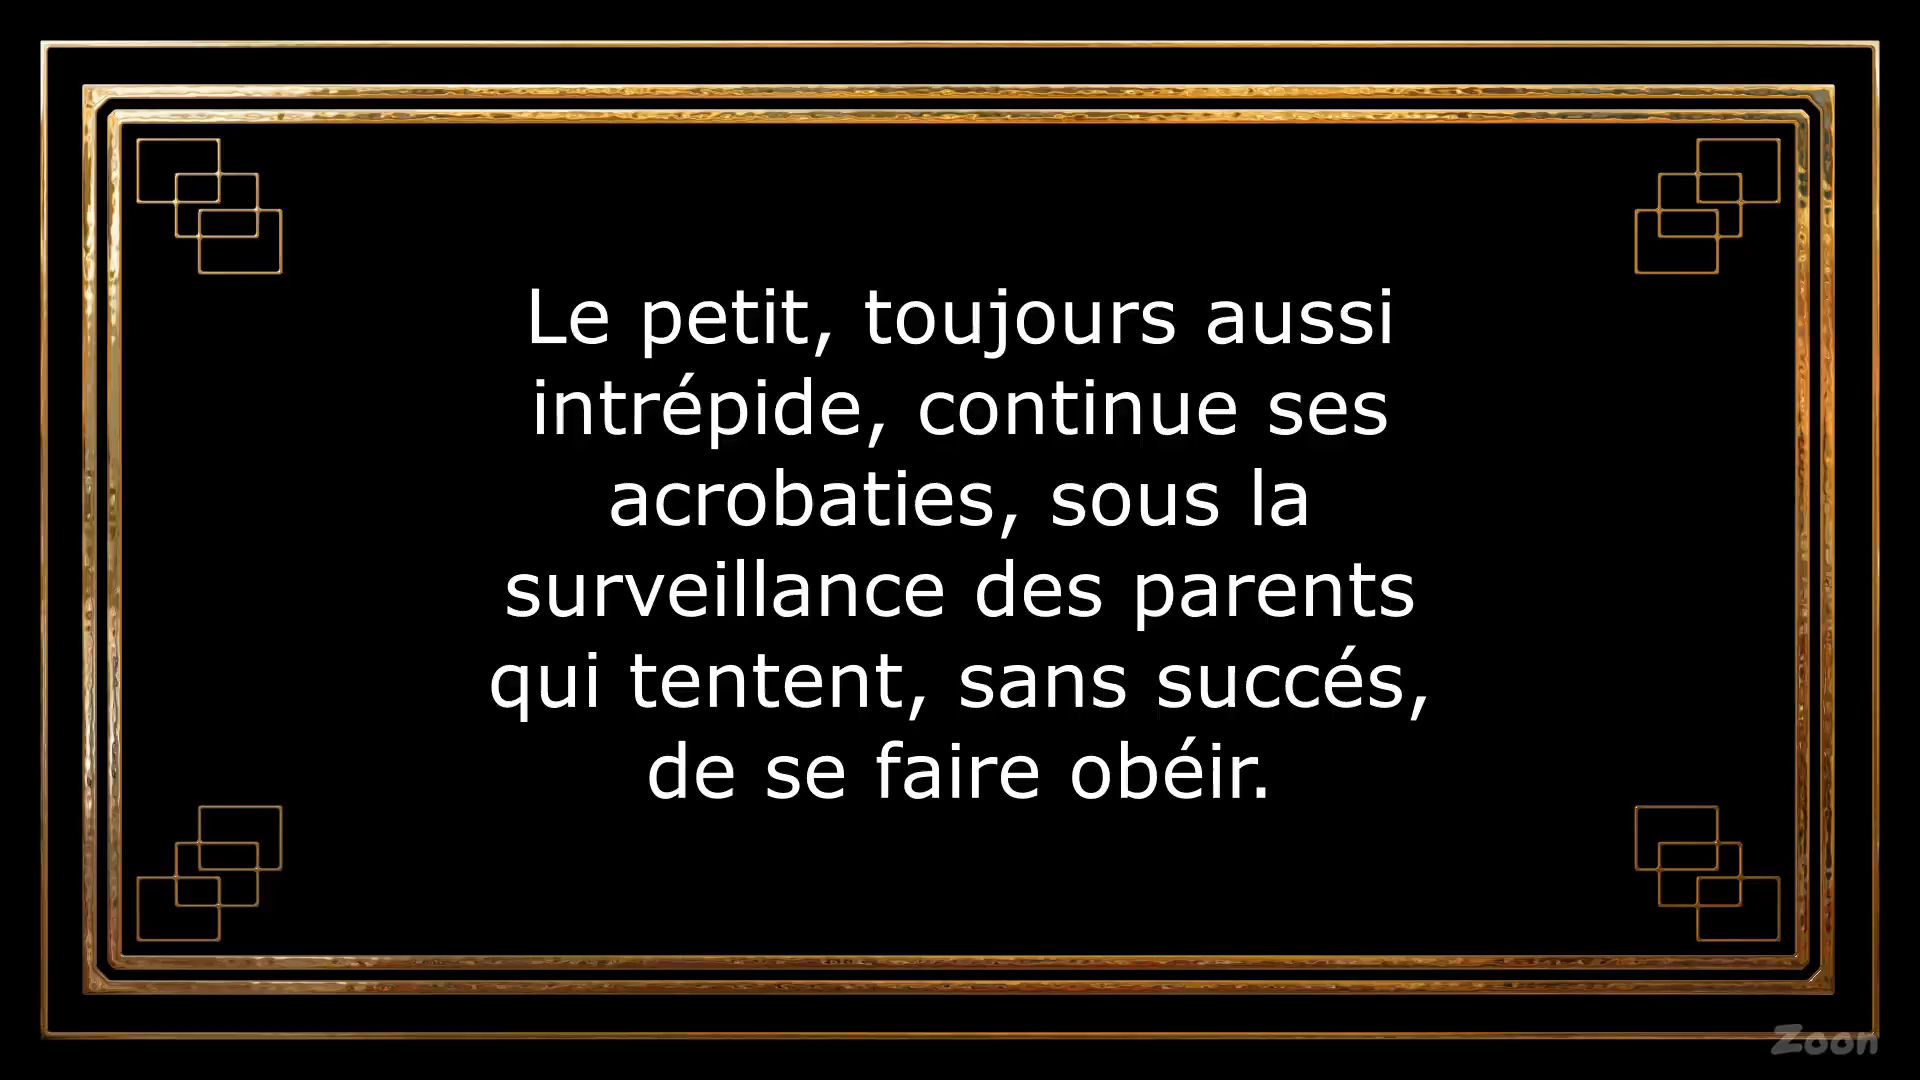 Le petit, toujours aussi
intrépide, continue ses
acrobaties, sous la
surveillance des parents
qui tentent, sans succés,
de se faire obéir.
Zoon